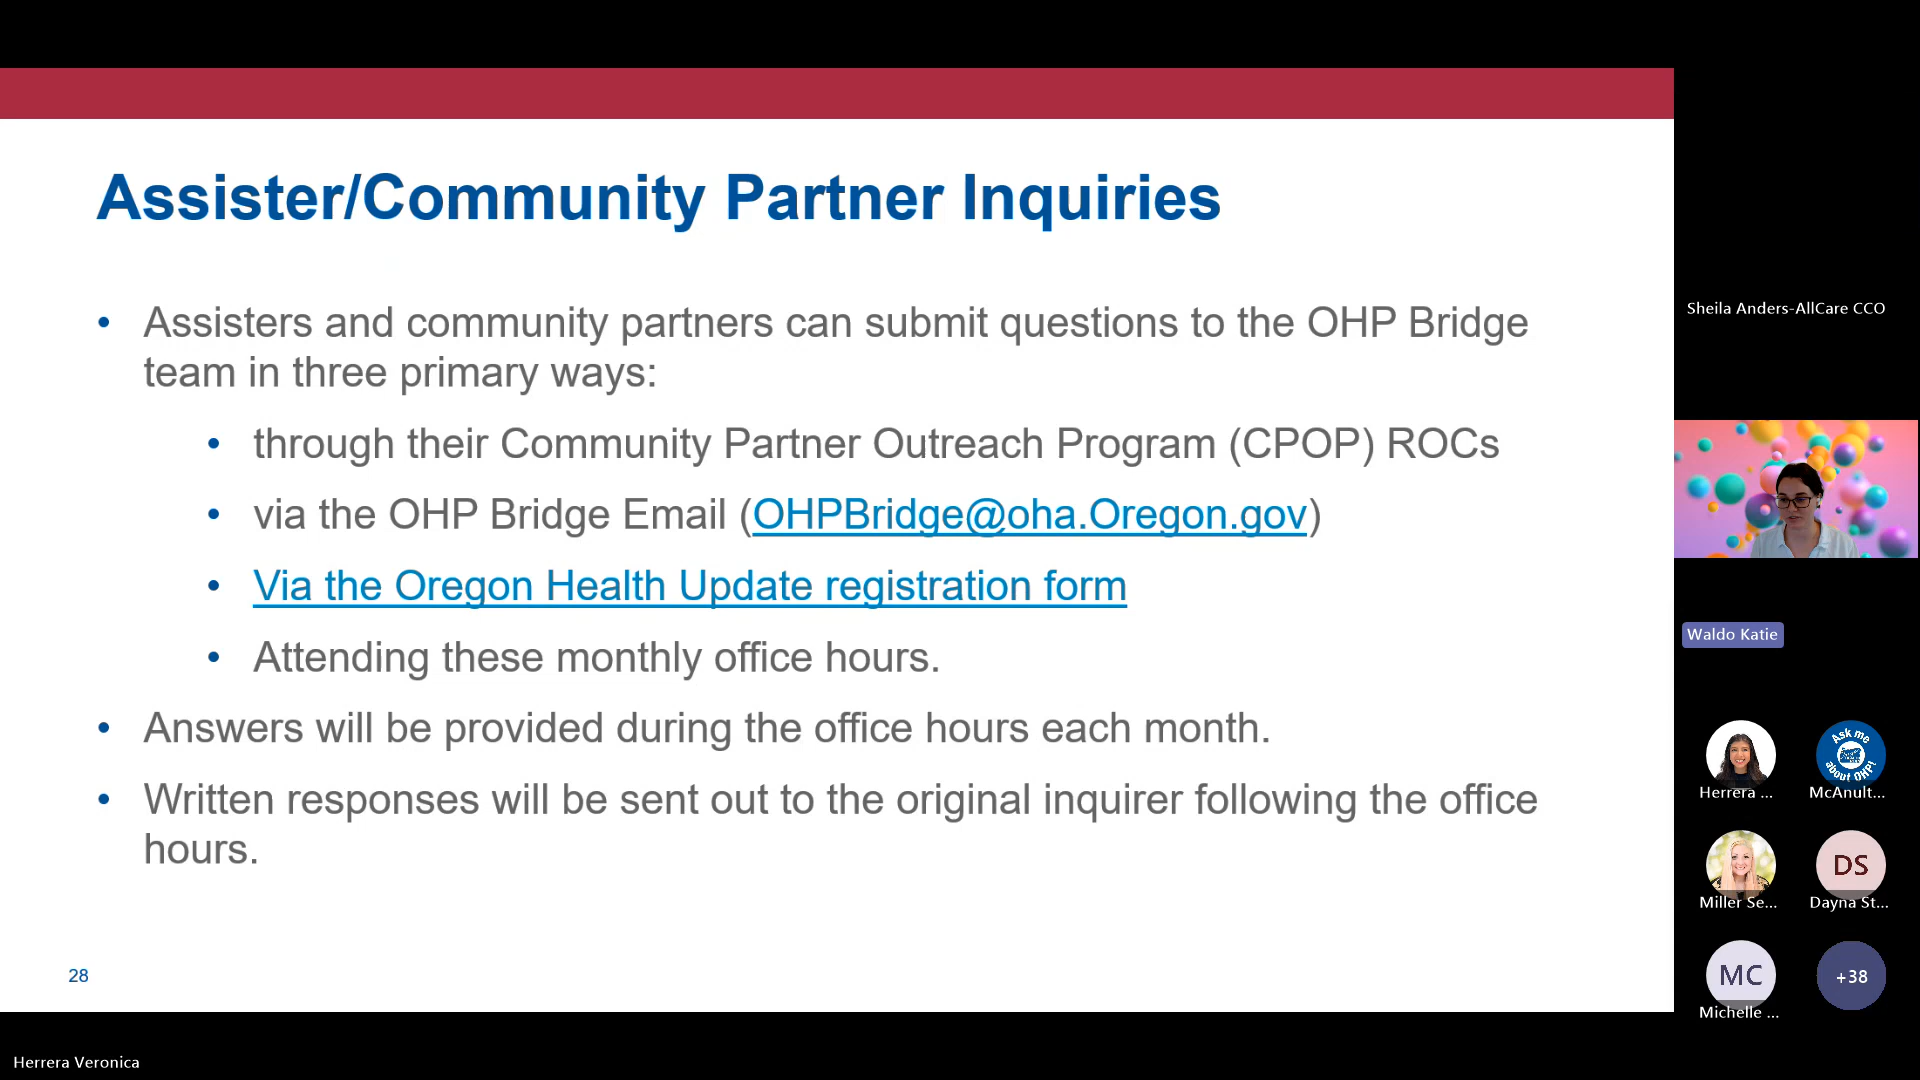 Assister/Community Partner Inquiries
• Assisters and community partners can submit questions to the OHP Bridge
team in three primary ways:
• through their Community Partner Outreach Program (CPOP) ROCs
• via the OHP Bridge Email (OHPBridge@oha.Oregon.gov)
• Via the Oregon Health Update registration form
• Attending these monthly office hours.
• Answers will be provided during the office hours each month.
• Written responses will be sent out to the original inquirer following the office
hours.
28
Herrera Veronica
Sheila Anders-AllCare CCO
Waldo Katie
Ask me
about OHP!
Herrera ...
McAnult...
DS
Miller Se...
Dayna St...
MC
+38
Michelle ...